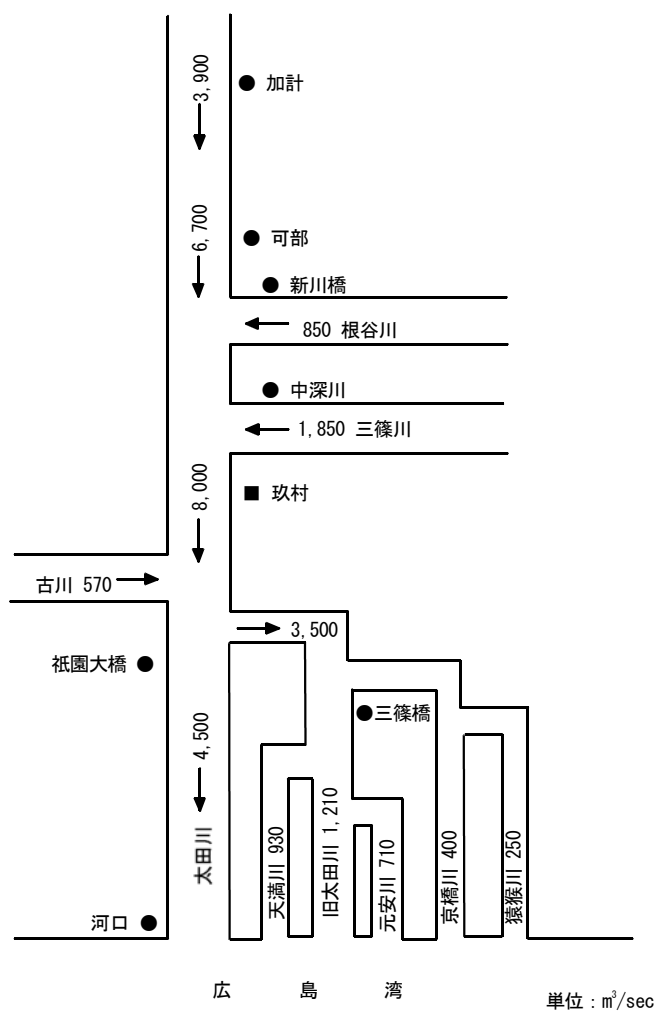 3,900
加計
6,700
可部
新川橋
850 根谷川
中深川
1,850 三篠川
8,000
玖村
古川 570
3,500
祇園大橋
三篠橋
4,500
太田川
天満川 930
旧太田川 1,210
元安川 710
京橋川 400
猿猴川 250
河口
広島湾
単位：m³/sec